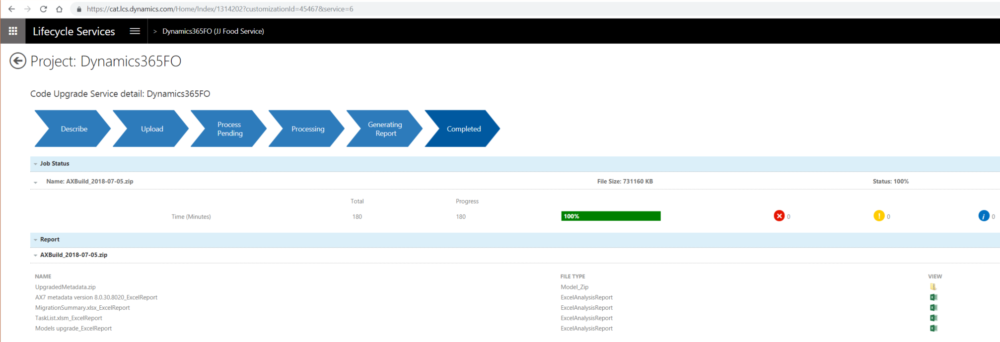 https://cat.lcs.dynamics.com/Home/Index/1314202?customizationId=45467&service=6
Lifecycle Services > Dynamics365FO (JJ Food Service)
Project: Dynamics365FO
Code Upgrade Service detail: Dynamics365FO
Describe
Upload
Process
Pending
Processing
Generating
Report
Completed
Job Status
Name: AXBuild_2018-07-05.zip File Size: 731160 KB Status: 100%
Total Progress
Time (Minutes) 180 180 100% 0 0 0
Report
AXBuild_2018-07-05.zip
NAME FILE TYPE VIEW
UpgradedMetadata.zip Model_Zip
AX7 metadata version 8.0.30.8020_ExcelReport ExcelAnalysisReport
MigrationSummary.xlsx_ExcelReport ExcelAnalysisReport
TaskList.xlsm_ExcelReport ExcelAnalysisReport
Models upgrade_ExcelReport ExcelAnalysisReport